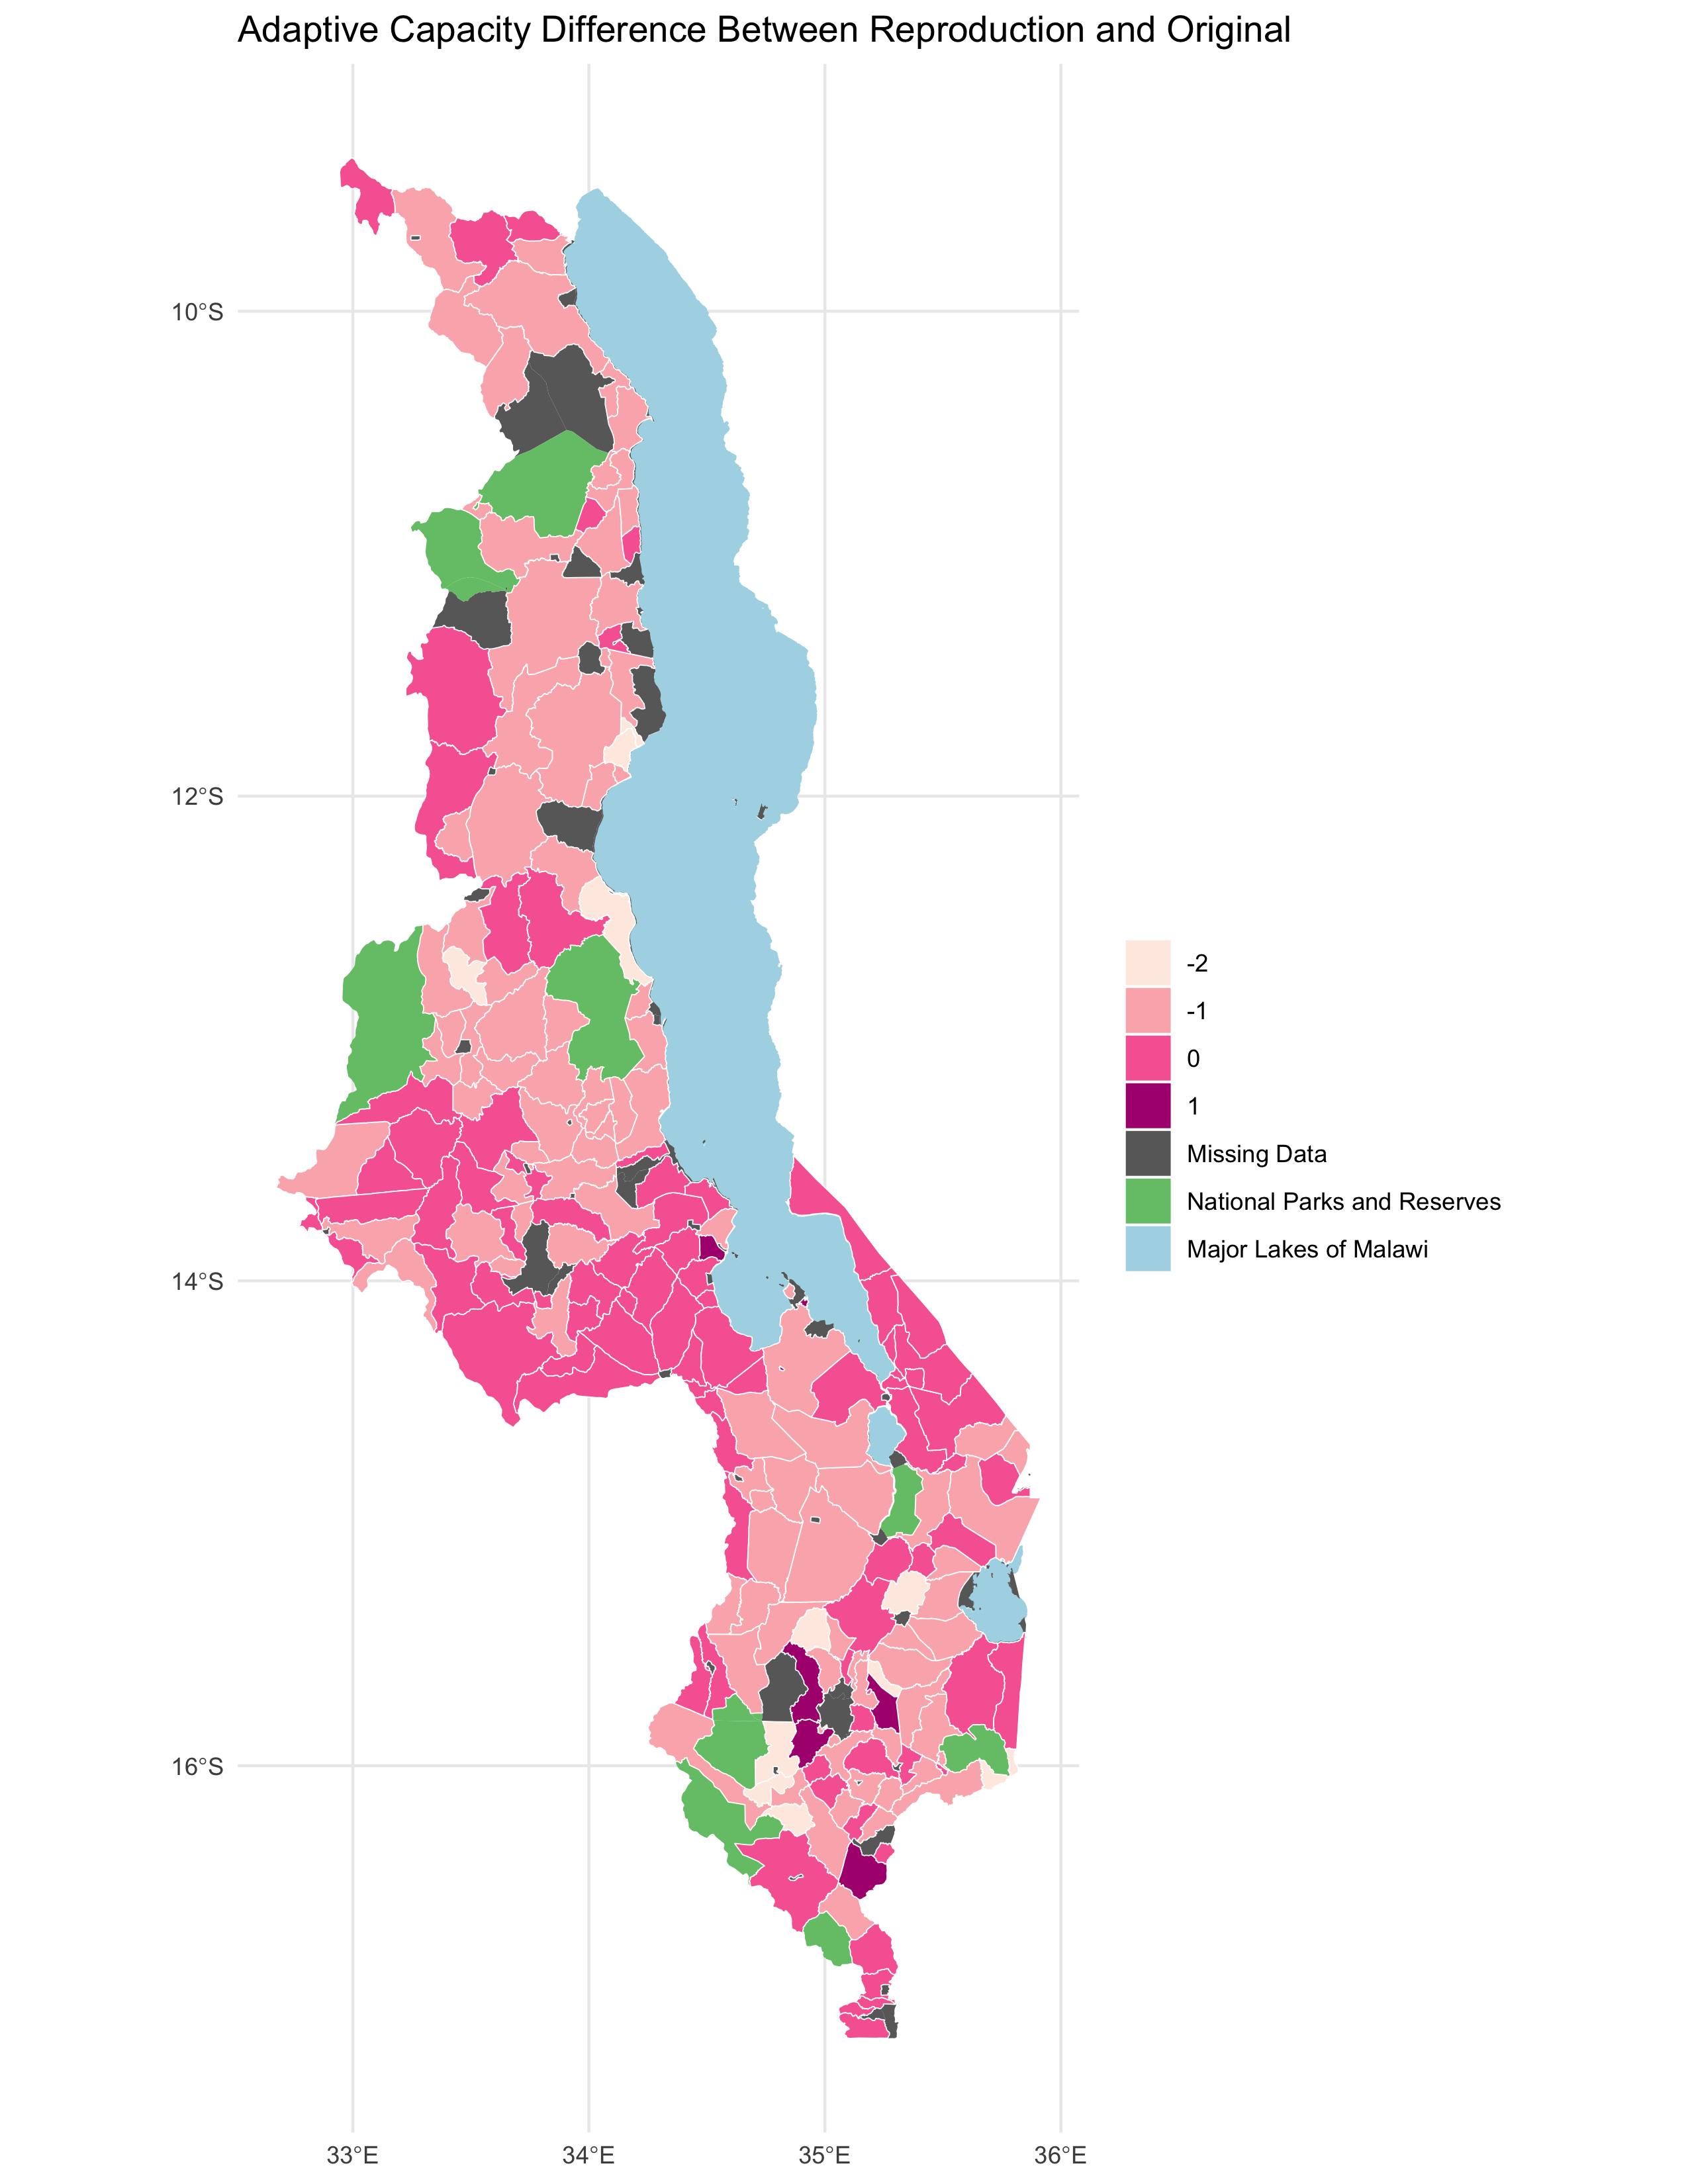 Adaptive Capacity Difference Between Reproduction and Original
10°S
12°S
14°S
16°S
33°E
34°E
35°E
36°E
-2
-1
0
1
Missing Data
National Parks and Reserves
Major Lakes of Malawi